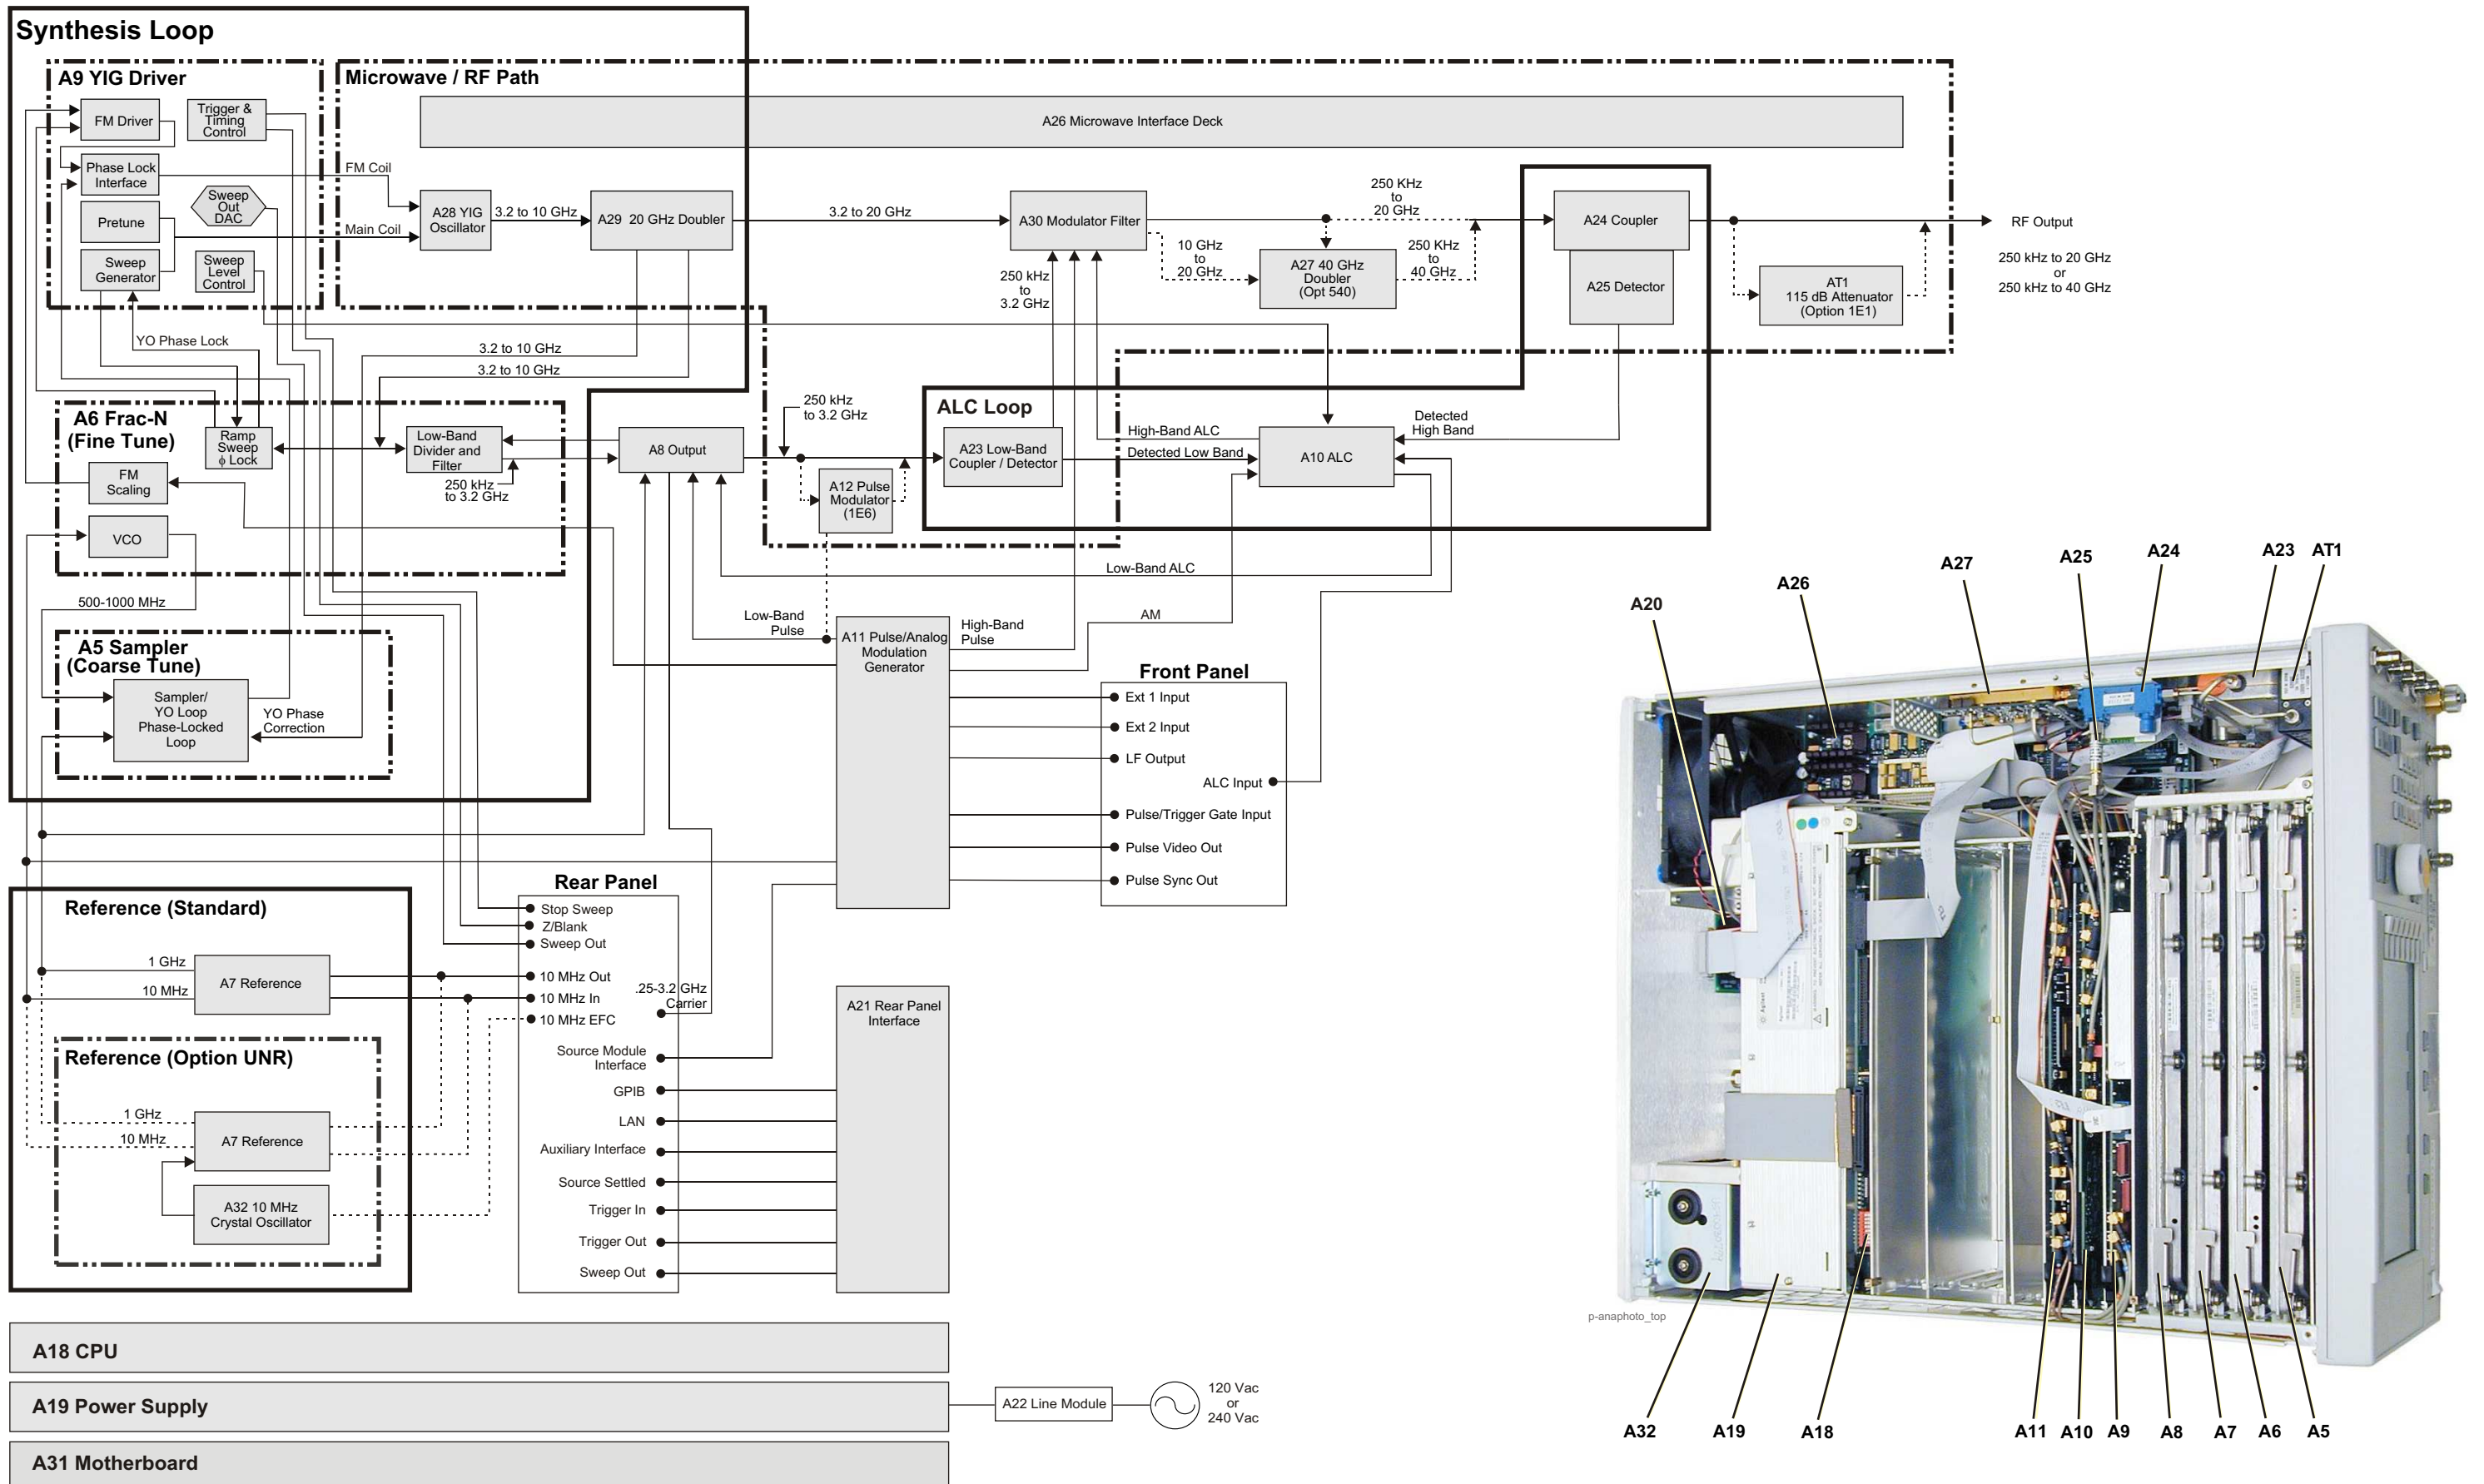 Synthesis Loop
A9 YIG Driver
FM Driver
Trigger &
Timing
Control
Phase Lock
Interface
Sweep
Out
DAC
Pretune
Sweep
Generator
Sweep
Level
Control
Microwave / RF Path
A26 Microwave Interface Deck
FM Coil
Main Coil
A28 YIG
Oscillator
3.2 to 10 GHz
A29 20 GHz Doubler
3.2 to 20 GHz
A30 Modulator Filter
250 KHz
to
20 GHz
10 GHz
to
20 GHz
A27 40 GHz
Doubler
(Opt 540)
250 KHz
to
40 GHz
250 kHz
to
3.2 GHz
A24 Coupler
A25 Detector
AT1
115 dB Attenuator
(Option 1E1)
RF Output
250 kHz to 20 GHz
or
250 kHz to 40 GHz
YO Phase Lock
3.2 to 10 GHz
3.2 to 10 GHz
A6 Frac-N
(Fine Tune)
Ramp
Sweep
ϕ Lock
FM
Scaling
VCO
Low-Band
Divider and
Filter
250 kHz
to 3.2 GHz
A8 Output
250 kHz
to 3.2 GHz
A12 Pulse
Modulator
(1E6)
ALC Loop
A23 Low-Band
Coupler / Detector
High-Band ALC
Detected Low Band
A10 ALC
Detected
High Band
Low-Band ALC
500-1000 MHz
A5 Sampler
(Coarse Tune)
Sampler/
YO Loop
Phase-Locked
Loop
YO Phase
Correction
Low-Band
Pulse
A11 Pulse/Analog
Modulation
Generator
High-Band
Pulse
AM
Front Panel
Ext 1 Input
Ext 2 Input
LF Output
ALC Input
Pulse/Trigger Gate Input
Pulse Video Out
Pulse Sync Out
Reference (Standard)
1 GHz
10 MHz
A7 Reference
Reference (Option UNR)
1 GHz
10 MHz
A7 Reference
A32 10 MHz
Crystal Oscillator
Rear Panel
Stop Sweep
Z/Blank
Sweep Out
10 MHz Out
10 MHz In
10 MHz EFC
.25-3.2 GHz
Carrier
Source Module
Interface
GPIB
LAN
Auxiliary Interface
Source Settled
Trigger In
Trigger Out
Sweep Out
A21 Rear Panel
Interface
A18 CPU
A19 Power Supply
A22 Line Module
120 Vac
or
240 Vac
A31 Motherboard
A20
A26
A27
A25
A24
A23
AT1
p-anaphoto_top
A32
A19
A18
A11
A10
A9
A8
A7
A6
A5